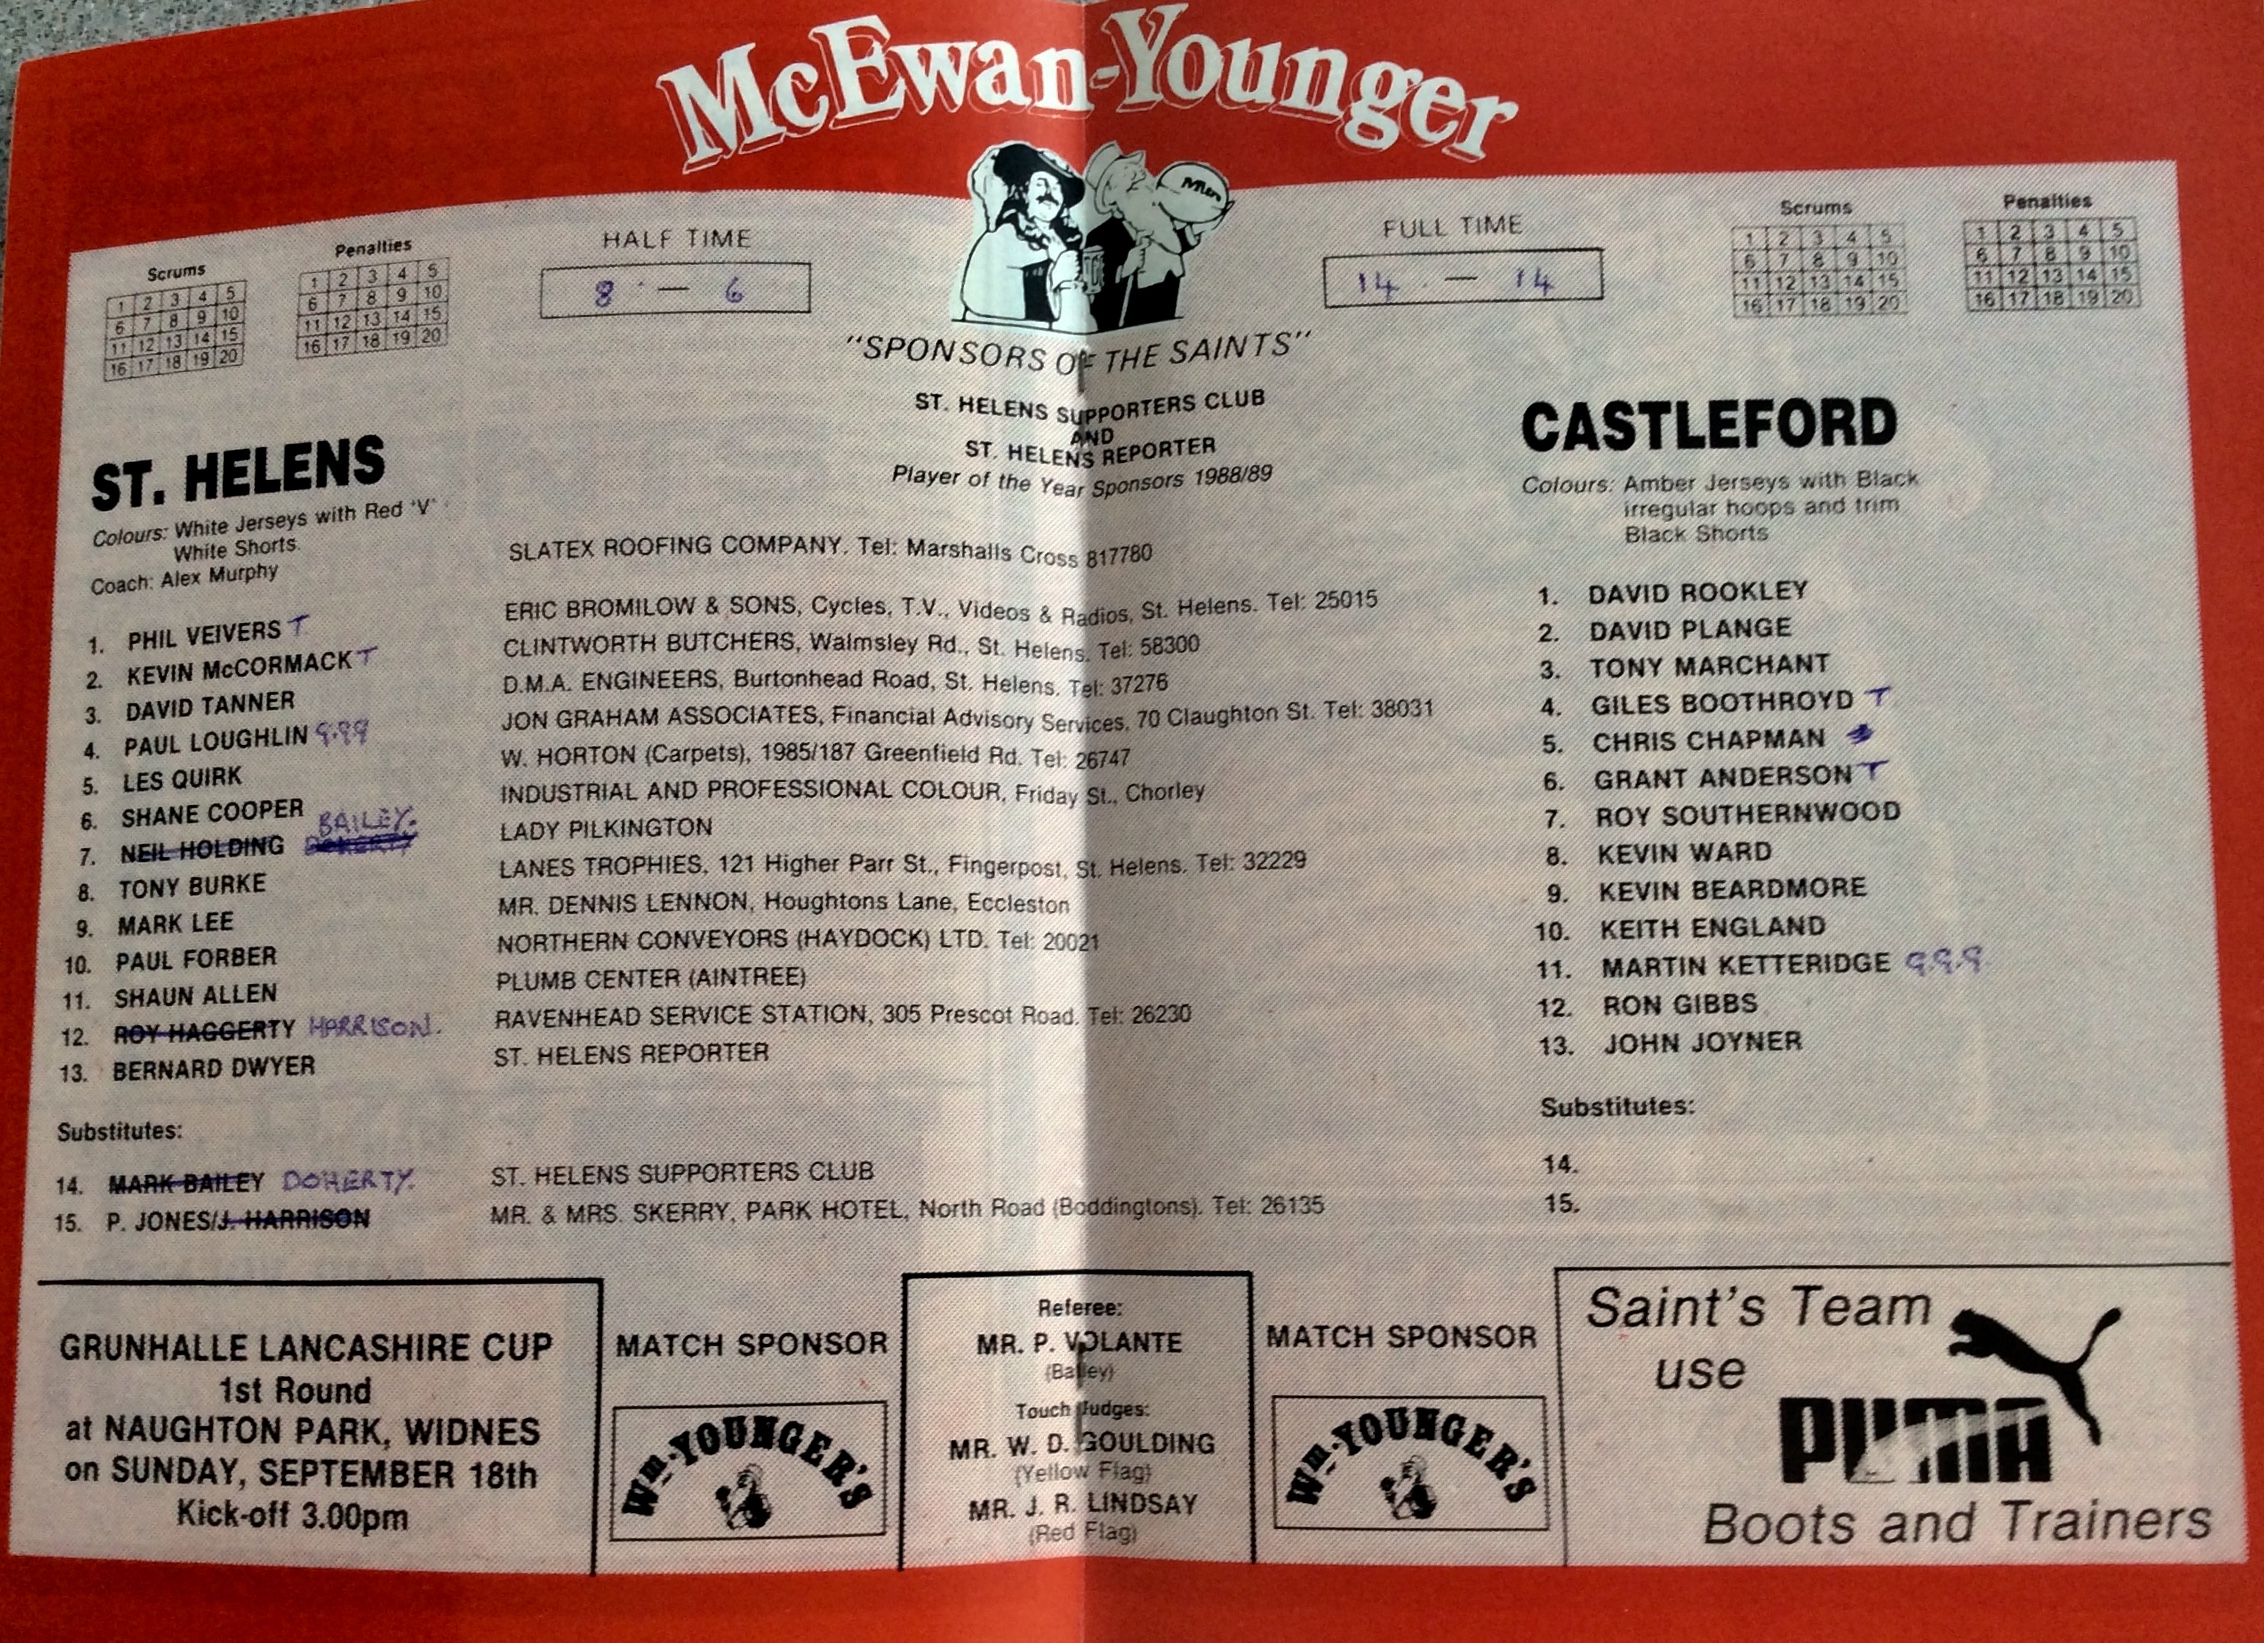 McEwan-Younger
"SPONSORS OF THE SAINTS"
Scrums
1 2 3 4 5
6 7 8 9 10
11 12 13 14 15
16 17 18 19 20
Penalties
1 2 3 4 5
6 7 8 9 10
11 12 13 14 15
16 17 18 19 20
HALF TIME
8 — 6
FULL TIME
14 — 14
Scrums
1 2 3 4 5
6 7 8 9 10
11 12 13 14 15
16 17 18 19 20
Penalties
1 2 3 4 5
6 7 8 9 10
11 12 13 14 15
16 17 18 19 20
ST. HELENS
Colours: White Jerseys with Red 'V'
White Shorts
Coach: Alex Murphy
1. PHIL VEIVERS T
2. KEVIN McCORMACK T
3. DAVID TANNER
4. PAUL LOUGHLIN 9.99
5. LES QUIRK
6. SHANE COOPER
BAILEY.
7. NEIL HOLDING DOHERTY
8. TONY BURKE
9. MARK LEE
10. PAUL FORBER
11. SHAUN ALLEN
12. ROY HAGGERTY HARRISON.
13. BERNARD DWYER
Substitutes:
14. MARK BAILEY DOHERTY.
15. P. JONES/J. HARRISON
ST. HELENS SUPPORTERS CLUB
AND
ST. HELENS REPORTER
Player of the Year Sponsors 1988/89
SLATEX ROOFING COMPANY. Tel: Marshalls Cross 817780
ERIC BROMILOW & SONS, Cycles, T.V., Videos & Radios, St. Helens. Tel: 25015
CLINTWORTH BUTCHERS, Walmsley Rd., St. Helens. Tel: 58300
D.M.A. ENGINEERS, Burtonhead Road, St. Helens. Tel: 37276
JON GRAHAM ASSOCIATES, Financial Advisory Services, 70 Claughton St. Tel: 38031
W. HORTON (Carpets), 1985/187 Greenfield Rd. Tel: 26747
INDUSTRIAL AND PROFESSIONAL COLOUR, Friday St., Chorley
LADY PILKINGTON
LANES TROPHIES, 121 Higher Parr St., Fingerpost, St. Helens. Tel: 32229
MR. DENNIS LENNON, Houghtons Lane, Eccleston
NORTHERN CONVEYORS (HAYDOCK) LTD. Tel: 20021
PLUMB CENTER (AINTREE)
RAVENHEAD SERVICE STATION, 305 Prescot Road. Tel: 26230
ST. HELENS REPORTER
ST. HELENS SUPPORTERS CLUB
MR. & MRS. SKERRY, PARK HOTEL, North Road (Boddingtons). Tel: 26135
CASTLEFORD
Colours: Amber Jerseys with Black
irregular hoops and trim
Black Shorts
1. DAVID ROOKLEY
2. DAVID PLANGE
3. TONY MARCHANT
4. GILES BOOTHROYD T
5. CHRIS CHAPMAN
6. GRANT ANDERSON T
7. ROY SOUTHERNWOOD
8. KEVIN WARD
9. KEVIN BEARDMORE
10. KEITH ENGLAND
11. MARTIN KETTERIDGE 9.9.9
12. RON GIBBS
13. JOHN JOYNER
Substitutes:
14.
15.
GRUNHALLE LANCASHIRE CUP
1st Round
at NAUGHTON PARK, WIDNES
on SUNDAY, SEPTEMBER 18th
Kick-off 3.00pm
MATCH SPONSOR
Wm. YOUNGER'S
Referee:
MR. P. VOLANTE
(Batley)
Touch Judges:
MR. W. D. GOULDING
(Yellow Flag)
MR. J. R. LINDSAY
(Red Flag)
MATCH SPONSOR
Wm. YOUNGER'S
Saint's Team
use
PUMA
Boots and Trainers